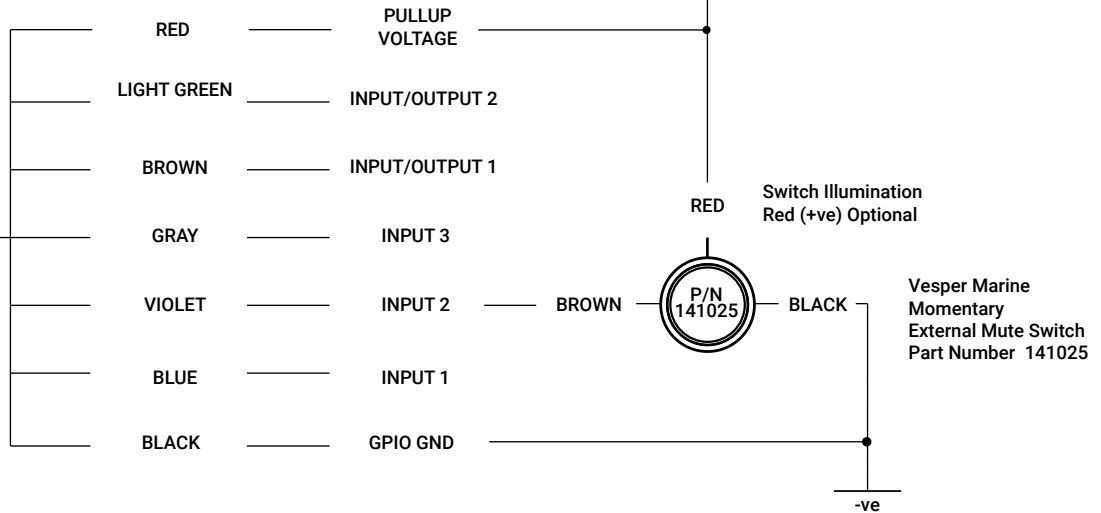 RED
PULLUP
VOLTAGE
LIGHT GREEN
INPUT/OUTPUT 2
BROWN
INPUT/OUTPUT 1
RED
Switch Illumination
Red (+ve) Optional
GRAY
INPUT 3
VIOLET
INPUT 2
BROWN
P/N
141025
BLACK
Vesper Marine
Momentary
External Mute Switch
Part Number 141025
BLUE
INPUT 1
BLACK
GPIO GND
-ve